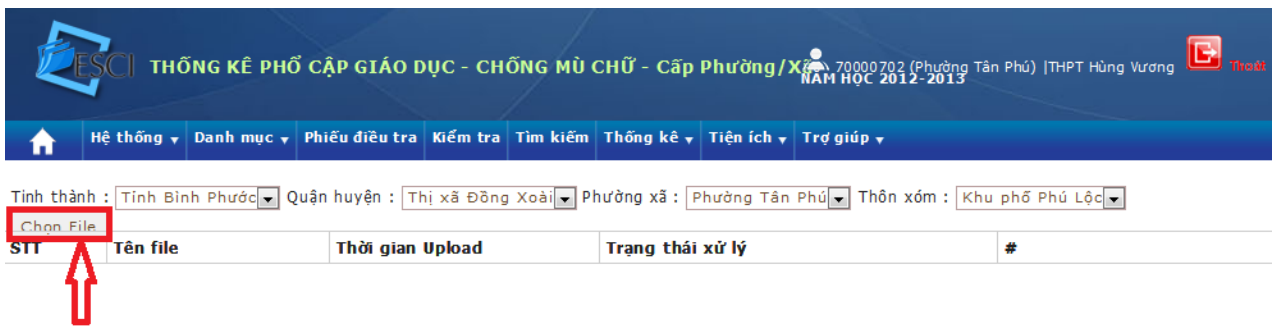 ESCI THỐNG KÊ PHỔ CẬP GIÁO DỤC - CHỐNG MÙ CHỮ - Cấp Phường/Xã 70000702 (Phường Tân Phú) |THPT Hùng Vương Thoát
NĂM HỌC 2012-2013
Hệ thống Danh mục Phiếu điều tra Kiểm tra Tìm kiếm Thống kê Tiện ích Trợ giúp
Tỉnh thành : Tỉnh Bình Phước Quận huyện : Thị xã Đồng Xoài Phường xã : Phường Tân Phú Thôn xóm : Khu phố Phú Lộc
Chọn File
STT Tên file Thời gian Upload Trạng thái xử lý #